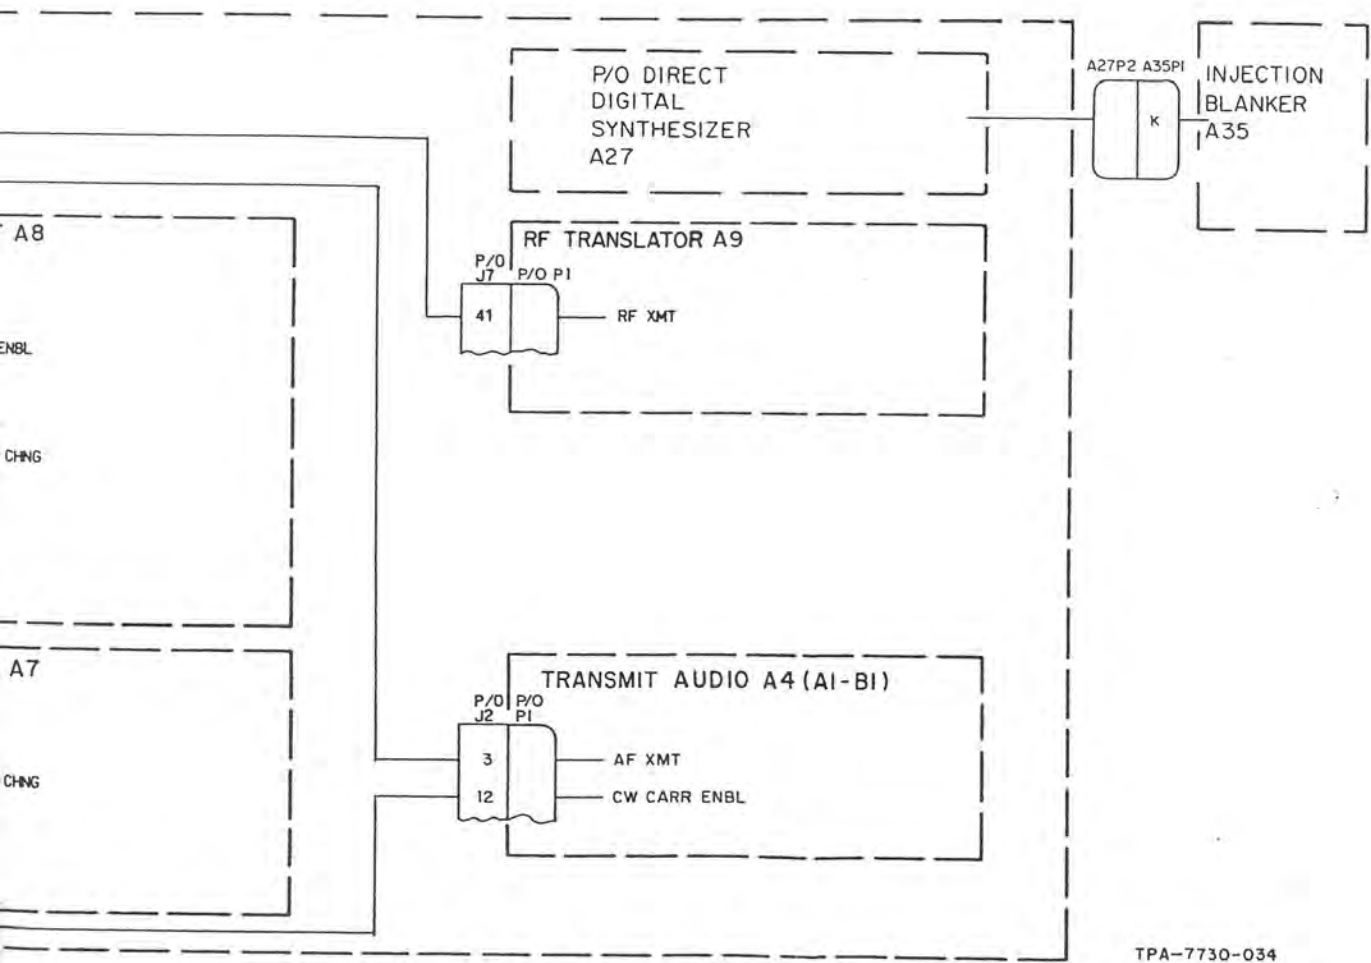 P/O DIRECT
DIGITAL
SYNTHESIZER
A27
A27P2 A35P1
K
INJECTION
BLANKER
A35
A8
ENBL
CHNG
RF TRANSLATOR A9
P/O
J7 P/O P1
41 RF XMT
A7
CHNG
TRANSMIT AUDIO A4 (A1-B1)
P/O P/O
J2 P1
3 AF XMT
12 CW CARR ENBL
TPA-7730-034